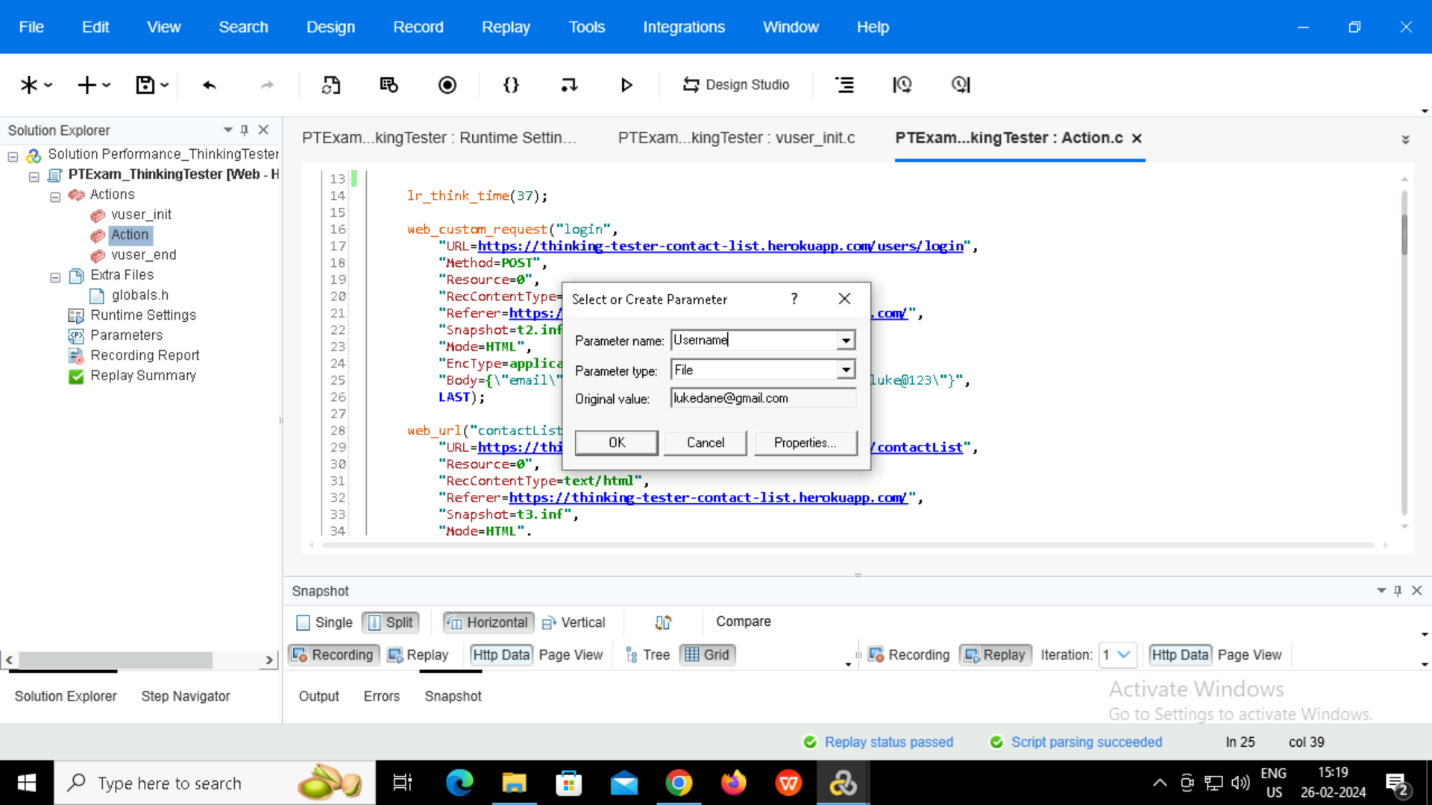 File Edit View Search Design Record Replay Tools Integrations Window Help
Design Studio
Solution Explorer
Solution Performance_ThinkingTester
PTExam_ThinkingTester [Web - H
Actions
vuser_init
Action
vuser_end
Extra Files
globals.h
Runtime Settings
Parameters
Recording Report
Replay Summary
PTExam...kingTester : Runtime Settin... PTExam...kingTester : vuser_init.c PTExam...kingTester : Action.c
13
14 lr_think_time(37);
15
16 web_custom_request("login",
17 "URL=https://thinking-tester-contact-list.herokuapp.com/users/login",
18 "Method=POST",
19 "Resource=0",
20 "RecContentType=
21 "Referer=https:/ .com/",
22 "Snapshot=t2.inf
23 "Mode=HTML",
24 "EncType=applica
25 "Body={\"email\" luke@123\"}",
26 LAST);
27
28 web_url("contactList
29 "URL=https://thi /contactList",
30 "Resource=0",
31 "RecContentType=text/html",
32 "Referer=https://thinking-tester-contact-list.herokuapp.com/",
33 "Snapshot=t3.inf",
34 "Mode=HTML".
Select or Create Parameter ?
Parameter name: Username
Parameter type: File
Original value: lukedane@gmail.com
OK Cancel Properties...
Snapshot
Single Split Horizontal Vertical Compare
Recording Replay Http Data Page View Tree Grid Recording Replay Iteration: 1 Http Data Page View
Solution Explorer Step Navigator Output Errors Snapshot
Activate Windows
Go to Settings to activate Windows.
Replay status passed Script parsing succeeded ln 25 col 39
Type here to search
ENG
US
15:19
26-02-2024
2